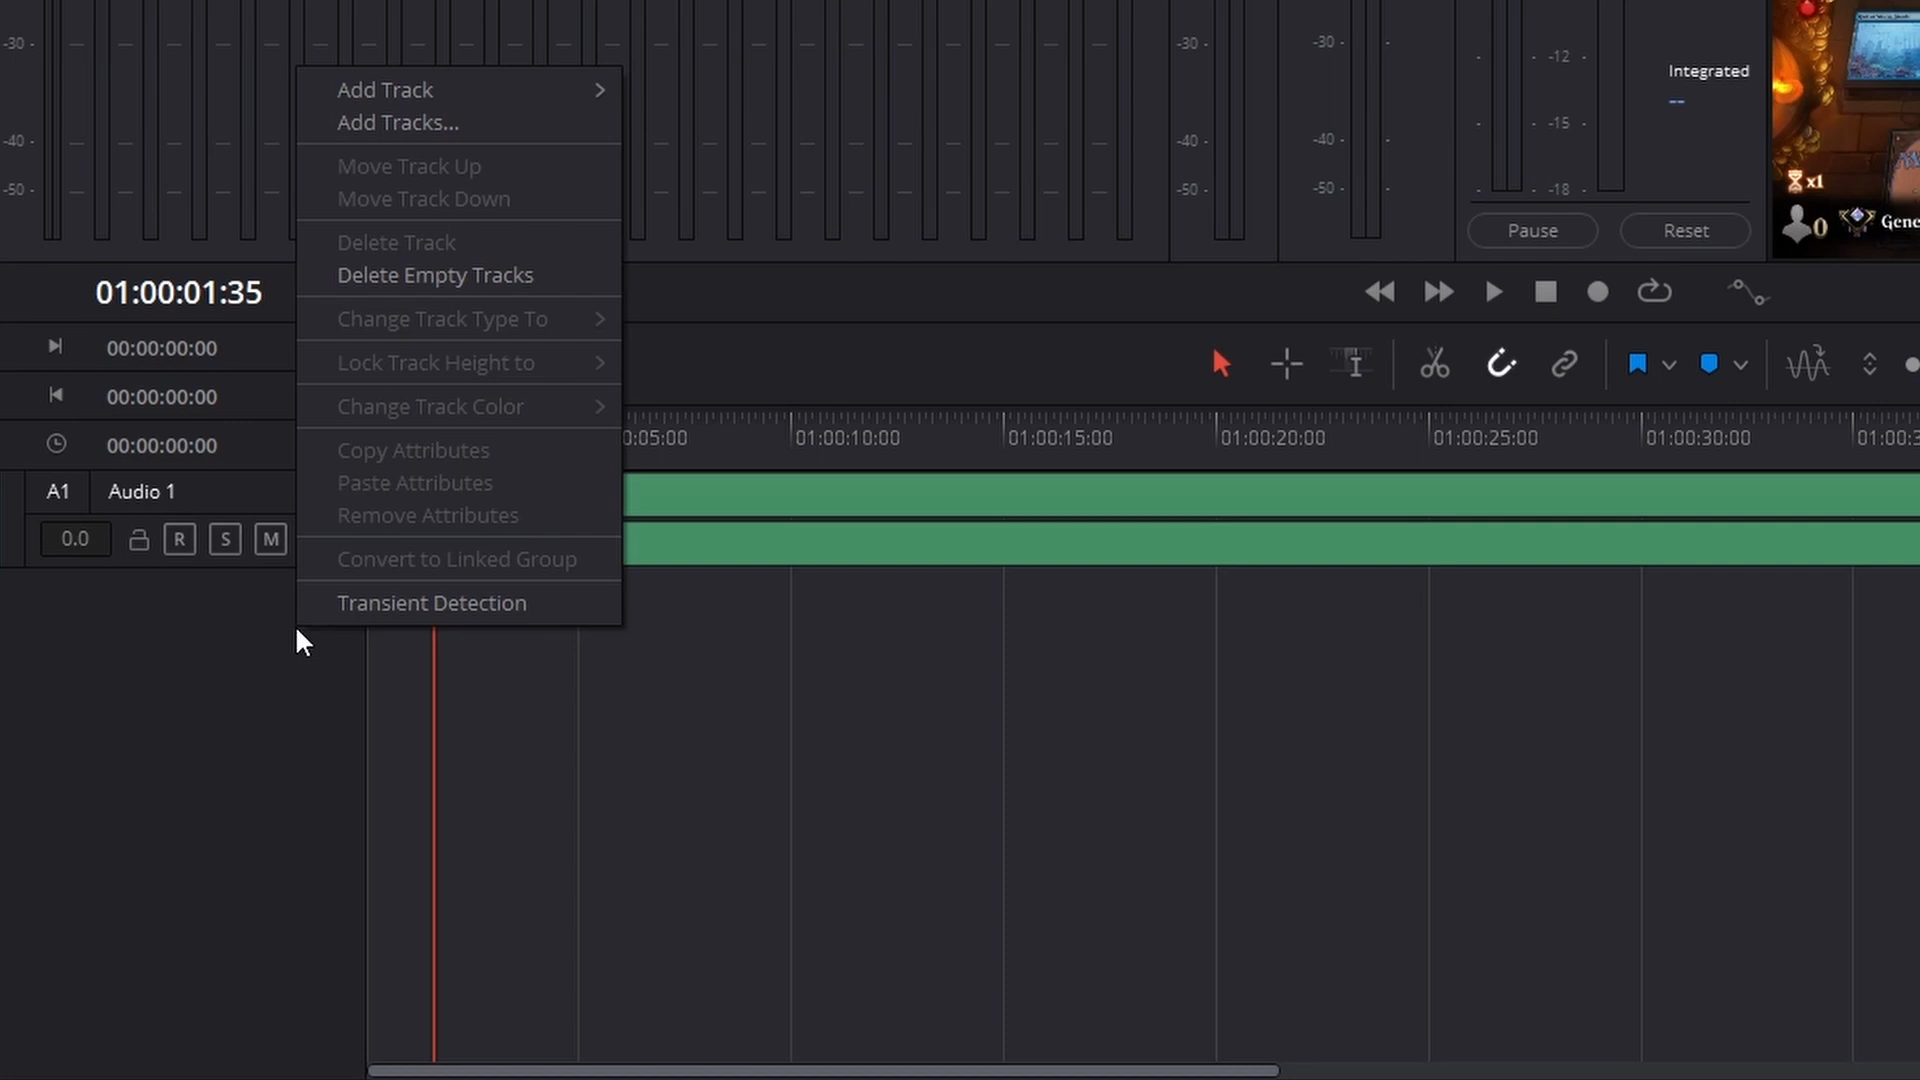 -30 -
-30 -
-30 -
-12
Integrated
--
-40 -
-40 -
-40 -
-15
-50 -
-50 -
-50 -
-18
x1
0
Pause
Reset
Add Track
Add Tracks...
Move Track Up
Move Track Down
Delete Track
Delete Empty Tracks
Change Track Type To
Lock Track Height to
Change Track Color
Copy Attributes
Paste Attributes
Remove Attributes
Convert to Linked Group
Transient Detection
01:00:01:35
00:00:00:00
00:00:00:00
00:00:00:00
0:05:00
01:00:10:00
01:00:15:00
01:00:20:00
01:00:25:00
01:00:30:00
01:00:3
A1
Audio 1
0.0
R
S
M